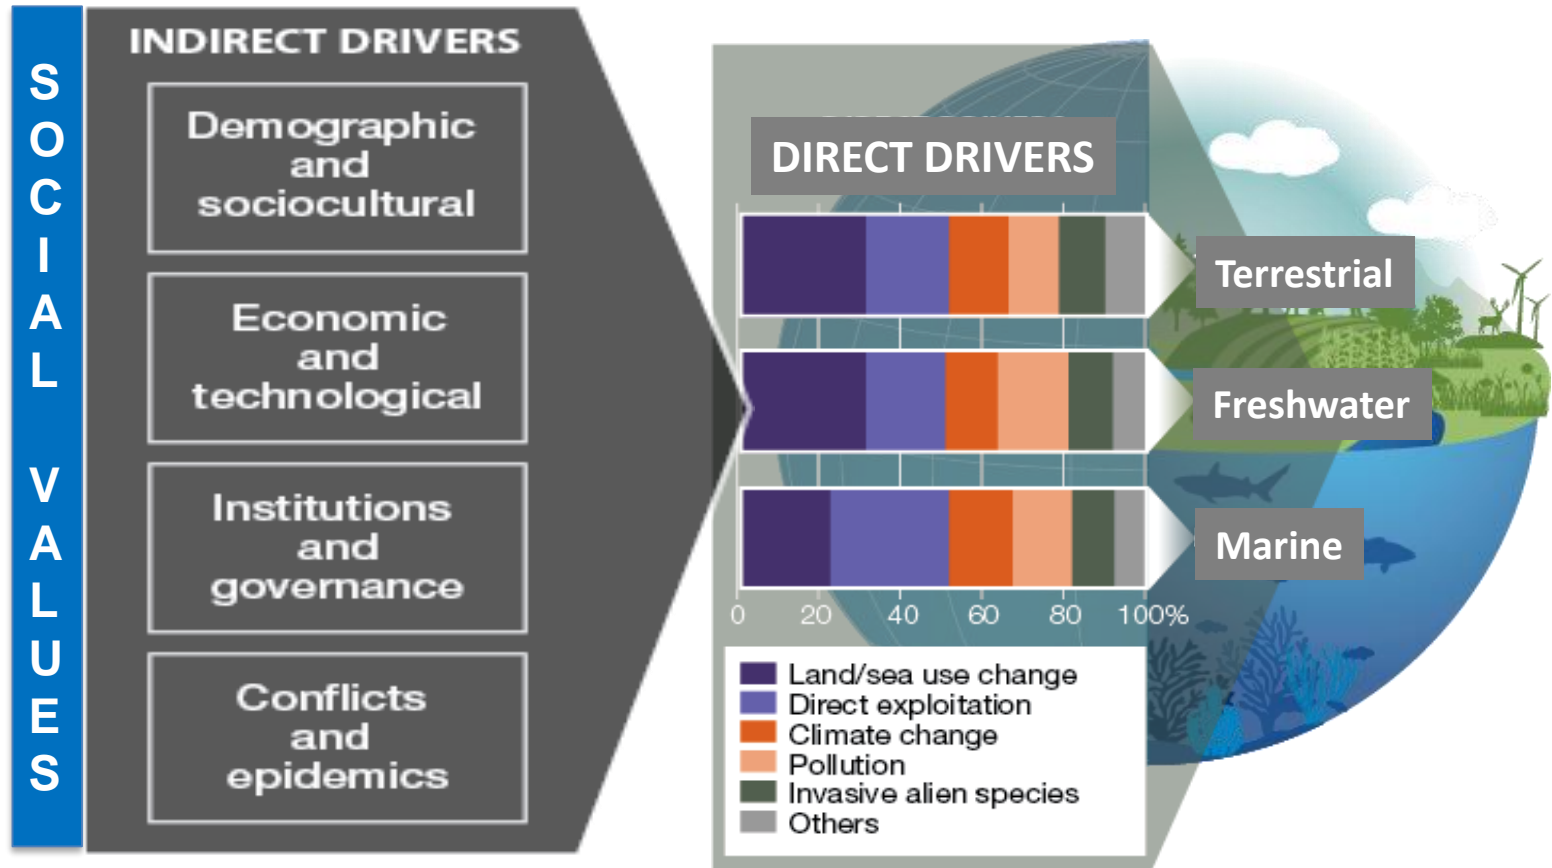 SOCIAL VALUES
INDIRECT DRIVERS
Demographic
and
sociocultural
Economic
and
technological
Institutions
and
governance
Conflicts
and
epidemics
DIRECT DRIVERS
Terrestrial
Freshwater
Marine
0 20 40 60 80 100%
Land/sea use change
Direct exploitation
Climate change
Pollution
Invasive alien species
Others